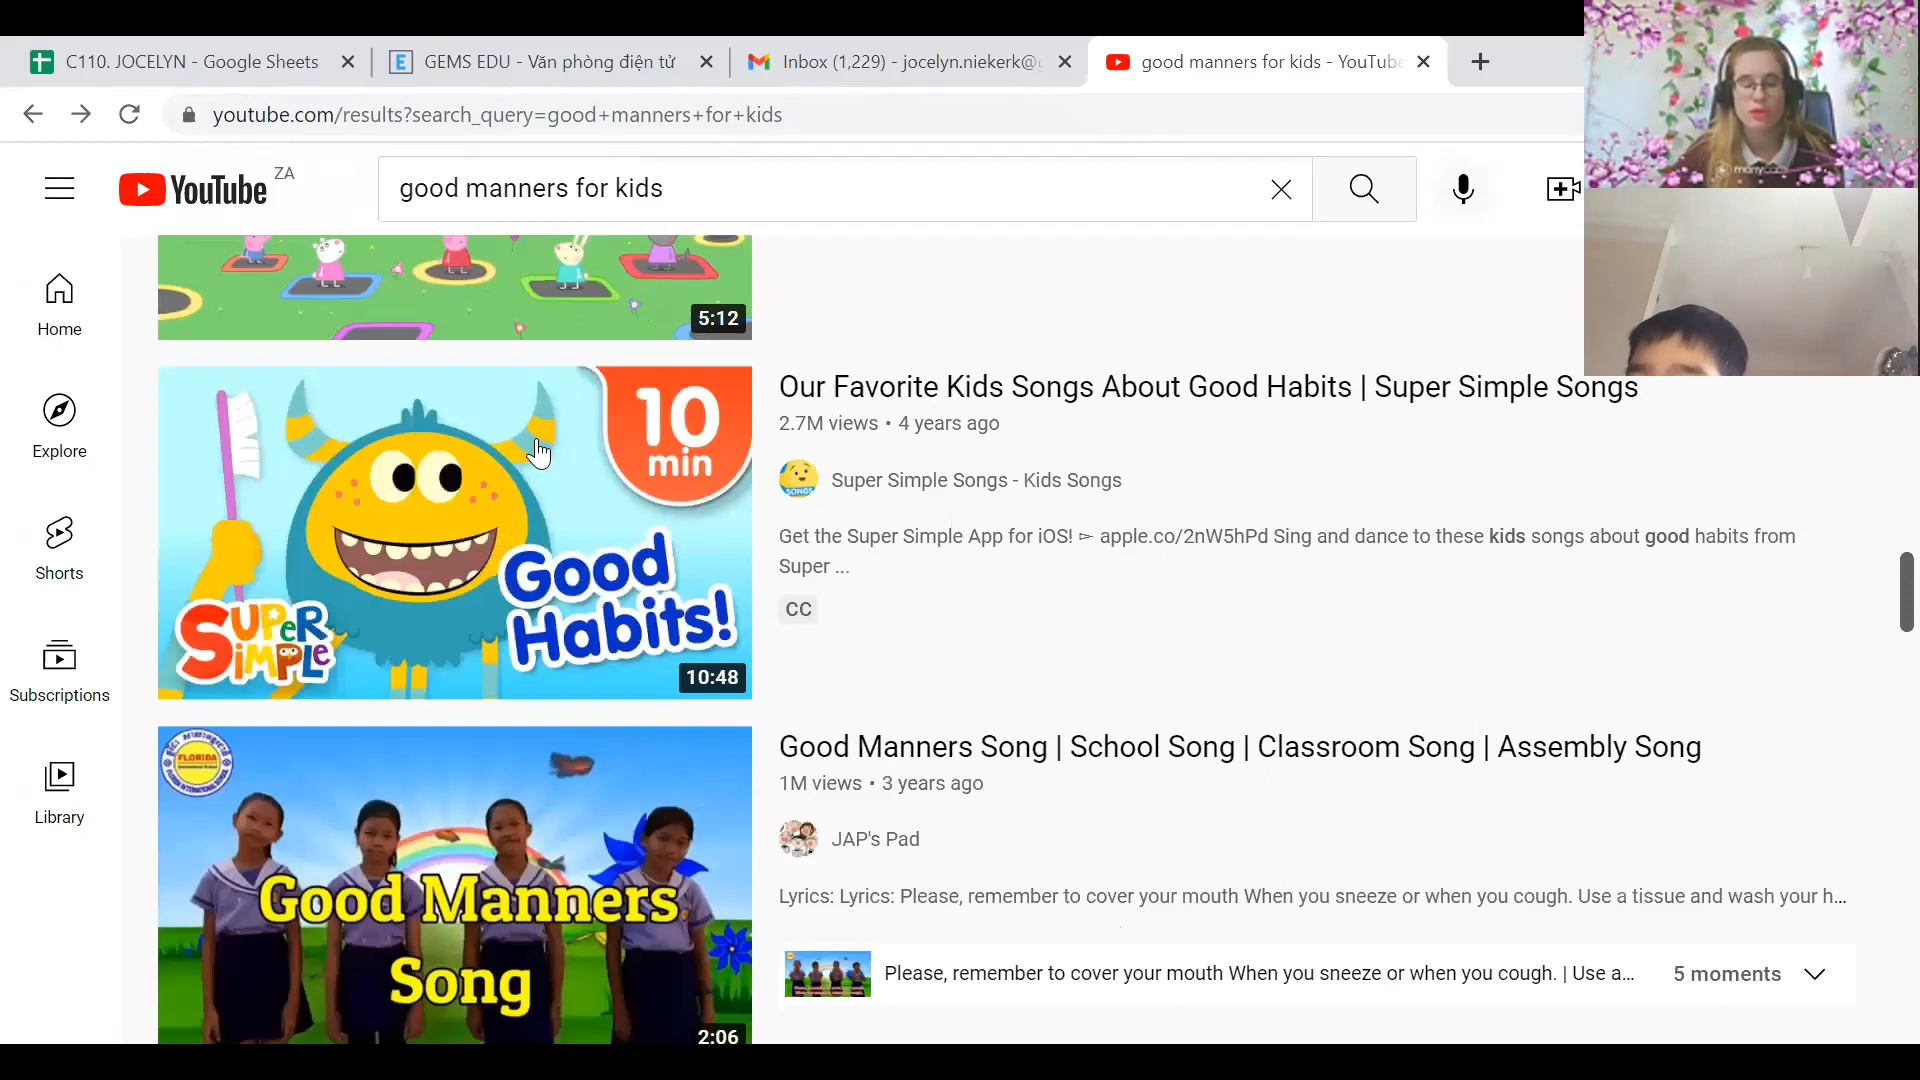 C110. JOCELYN - Google Sheets
GEMS EDU - Văn phòng điện tử
Inbox (1,229) - jocelyn.niekerk@
good manners for kids - YouTube
youtube.com/results?search_query=good+manners+for+kids
YouTube ZA
good manners for kids
Home
Explore
Shorts
Subscriptions
Library
5:12
10
min
Good
Habits!
SUPER
SIMPLE
10:48
Our Favorite Kids Songs About Good Habits | Super Simple Songs
2.7M views • 4 years ago
SONGS
Super Simple Songs - Kids Songs
Get the Super Simple App for iOS! ► apple.co/2nW5hPd Sing and dance to these kids songs about good habits from
Super ...
CC
FLORIDA
Good Manners
Song
2:06
Good Manners Song | School Song | Classroom Song | Assembly Song
1M views • 3 years ago
JAP's Pad
Lyrics: Lyrics: Please, remember to cover your mouth When you sneeze or when you cough. Use a tissue and wash your h...
Please, remember to cover your mouth When you sneeze or when you cough. | Use a...
5 moments